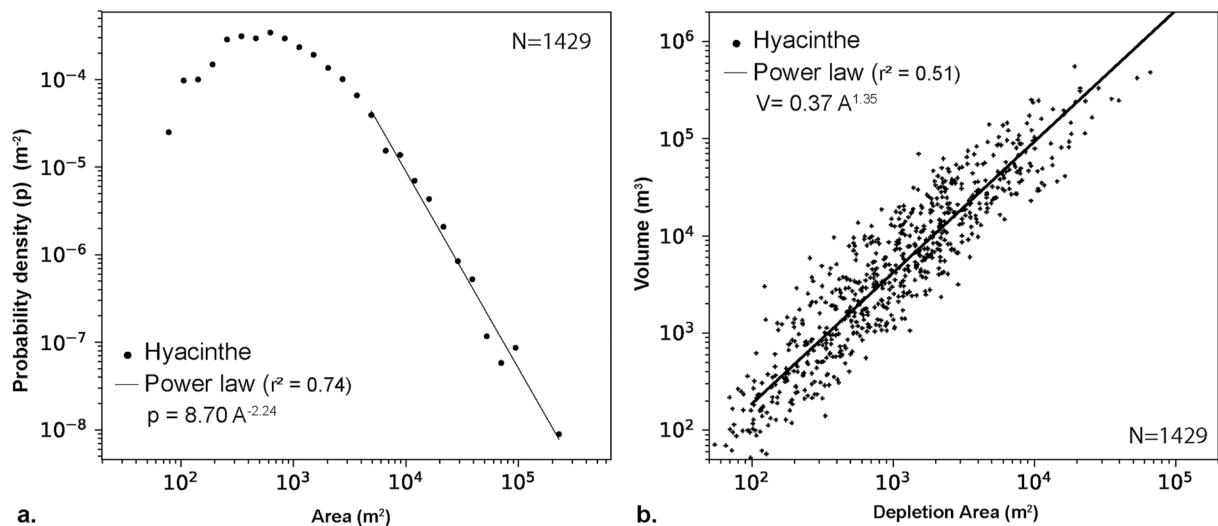 N=1429
Probability density (p) (m⁻²)
10⁻⁴
10⁻⁵
10⁻⁶
10⁻⁷
10⁻⁸
Hyacinthe
Power law (r² = 0.74)
p = 8.70 A⁻²·²⁴
10² 10³ 10⁴ 10⁵
Area (m²)
a.
Hyacinthe
Power law (r² = 0.51)
V= 0.37 A¹·³⁵
Volume (m³)
10⁶
10⁵
10⁴
10³
10²
N=1429
10² 10³ 10⁴ 10⁵
Depletion Area (m²)
b.